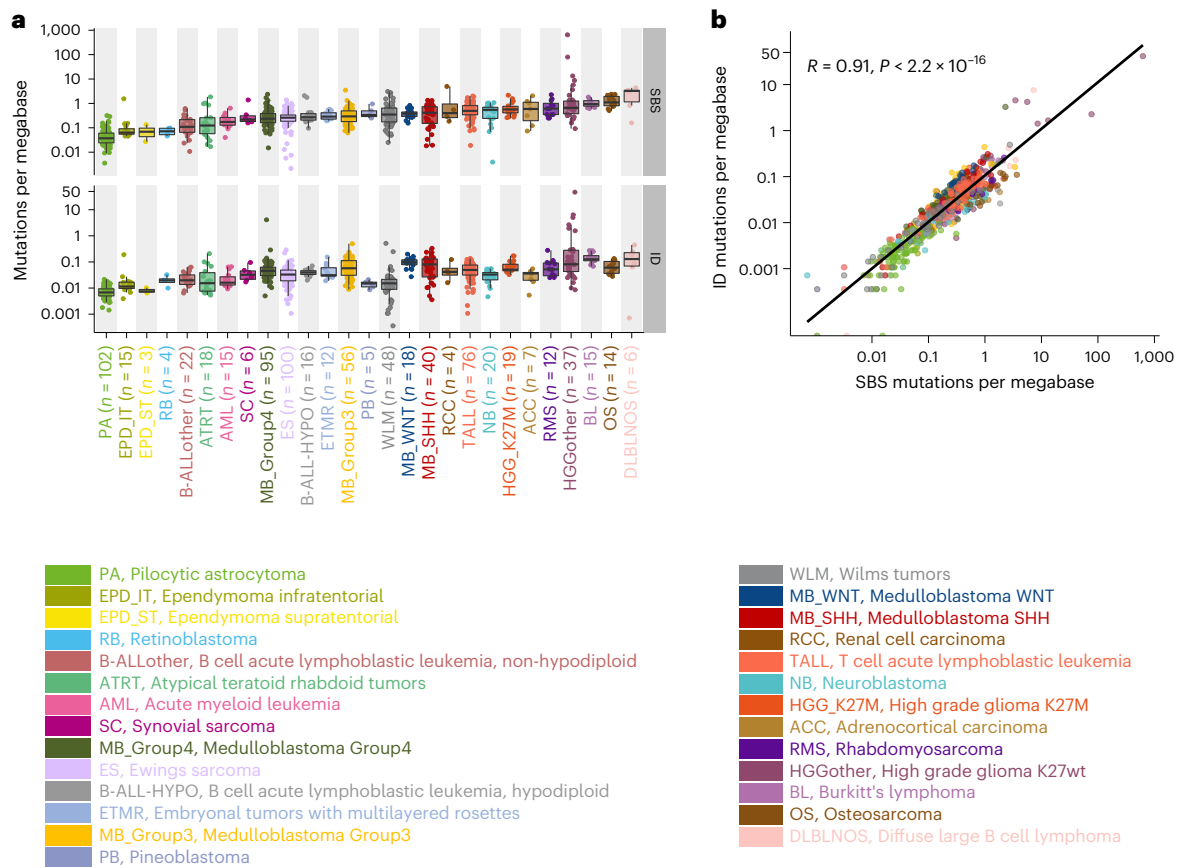 a
Mutations per megabase
1,000
100
10
1
0.1
0.01
SBS
50
10
1
0.1
0.01
0.001
ID
PA (n = 102)
EPD_IT (n = 15)
EPD_ST (n = 3)
RB (n = 4)
B-ALLother (n = 22)
ATRT (n = 18)
AML (n = 15)
SC (n = 6)
MB_Group4 (n = 95)
ES (n = 100)
B-ALL-HYPO (n = 16)
ETMR (n = 12)
MB_Group3 (n = 56)
PB (n = 5)
WLM (n = 48)
MB_WNT (n = 18)
MB_SHH (n = 40)
RCC (n = 4)
TALL (n = 76)
NB (n = 20)
HGG_K27M (n = 19)
ACC (n = 7)
RMS (n = 12)
HGGother (n = 37)
BL (n = 15)
OS (n = 14)
DLBLNOS (n = 6)
b
R = 0.91, P < 2.2 × 10⁻¹⁶
ID mutations per megabase
50
10
1
0.1
0.01
0.001
0.01
0.1
1
10
100
1,000
SBS mutations per megabase
PA, Pilocytic astrocytoma
EPD_IT, Ependymoma infratentorial
EPD_ST, Ependymoma supratentorial
RB, Retinoblastoma
B-ALLother, B cell acute lymphoblastic leukemia, non-hypodiploid
ATRT, Atypical teratoid rhabdoid tumors
AML, Acute myeloid leukemia
SC, Synovial sarcoma
MB_Group4, Medulloblastoma Group4
ES, Ewings sarcoma
B-ALL-HYPO, B cell acute lymphoblastic leukemia, hypodiploid
ETMR, Embryonal tumors with multilayered rosettes
MB_Group3, Medulloblastoma Group3
PB, Pineoblastoma
WLM, Wilms tumors
MB_WNT, Medulloblastoma WNT
MB_SHH, Medulloblastoma SHH
RCC, Renal cell carcinoma
TALL, T cell acute lymphoblastic leukemia
NB, Neuroblastoma
HGG_K27M, High grade glioma K27M
ACC, Adrenocortical carcinoma
RMS, Rhabdomyosarcoma
HGGother, High grade glioma K27wt
BL, Burkitt's lymphoma
OS, Osteosarcoma
DLBLNOS, Diffuse large B cell lymphoma